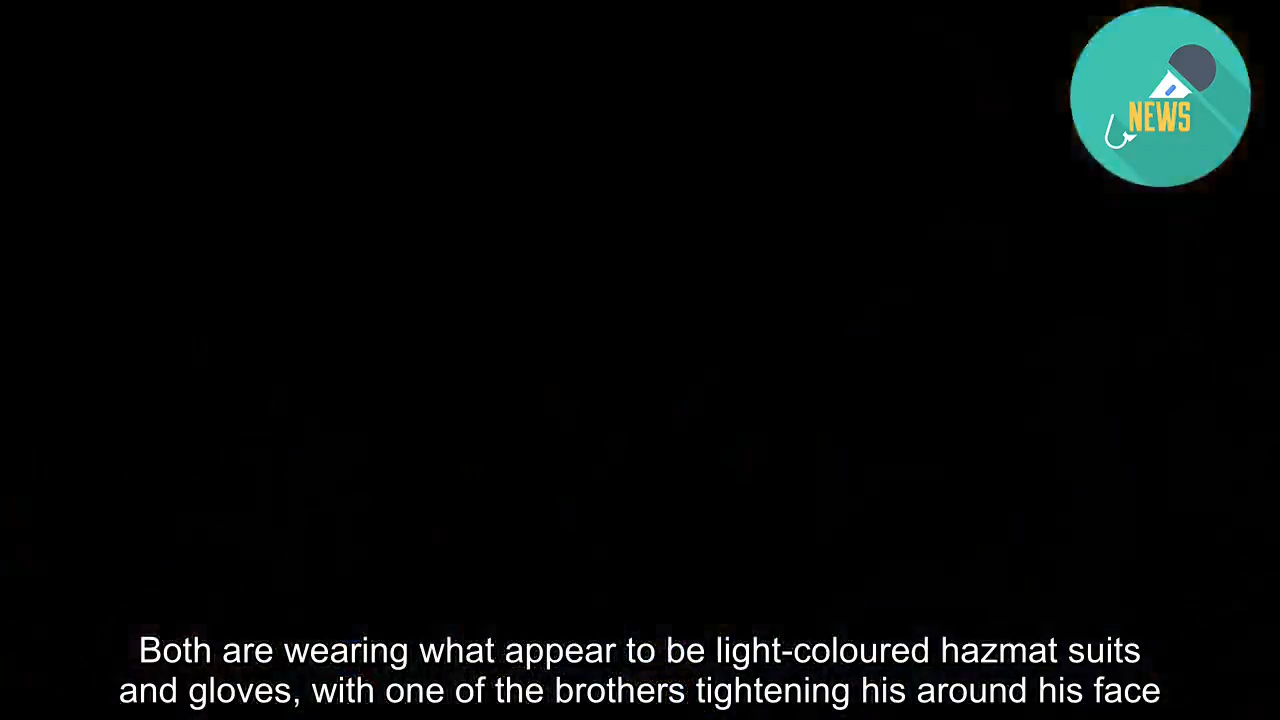 NEWS
Both are wearing what appear to be light-coloured hazmat suits
and gloves, with one of the brothers tightening his around his face